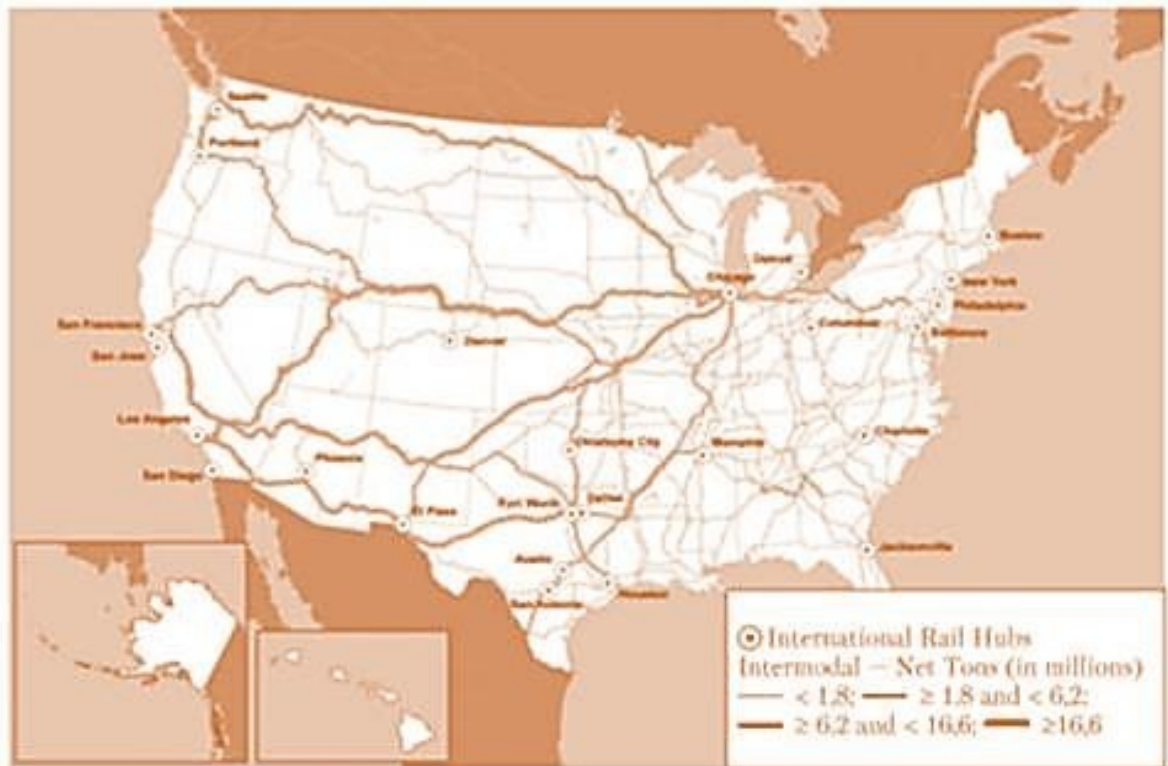 Seattle
Portland
Boston
Detroit
Chicago
New York
Philadelphia
San Francisco
Columbus
Baltimore
San Jose
Denver
Los Angeles
Oklahoma City
Memphis
Charlotte
Phoenix
San Diego
Fort Worth
Dallas
El Paso
Jacksonville
Austin
San Antonio
Houston
International Rail Hubs
Intermodal – Net Tons (in millions)
< 1,8; ≥ 1.8 and < 6,2;
≥ 6.2 and < 16,6; ≥16,6